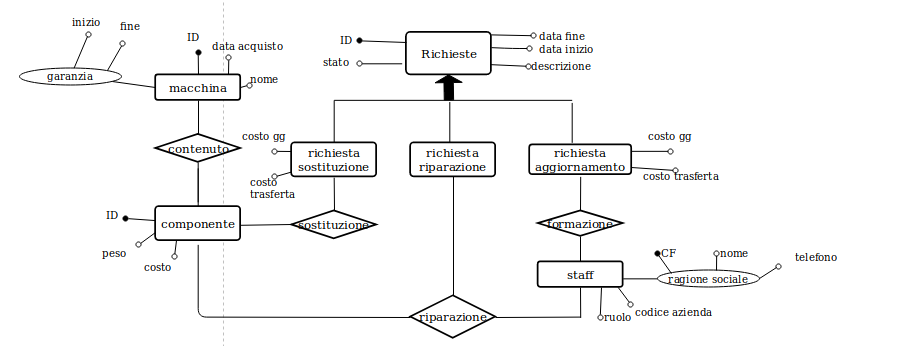 inizio
fine
ID
data acquisto
garanzia
macchina
nome
ID
stato
Richieste
data fine
data inizio
descrizione
contenuto
costo gg
costo
trasferta
richiesta
sostituzione
richiesta
riparazione
richiesta
aggiornamento
costo gg
costo trasferta
ID
componente
peso
costo
sostituzione
formazione
staff
CF
nome
telefono
ragione sociale
ruolo
codice azienda
riparazione